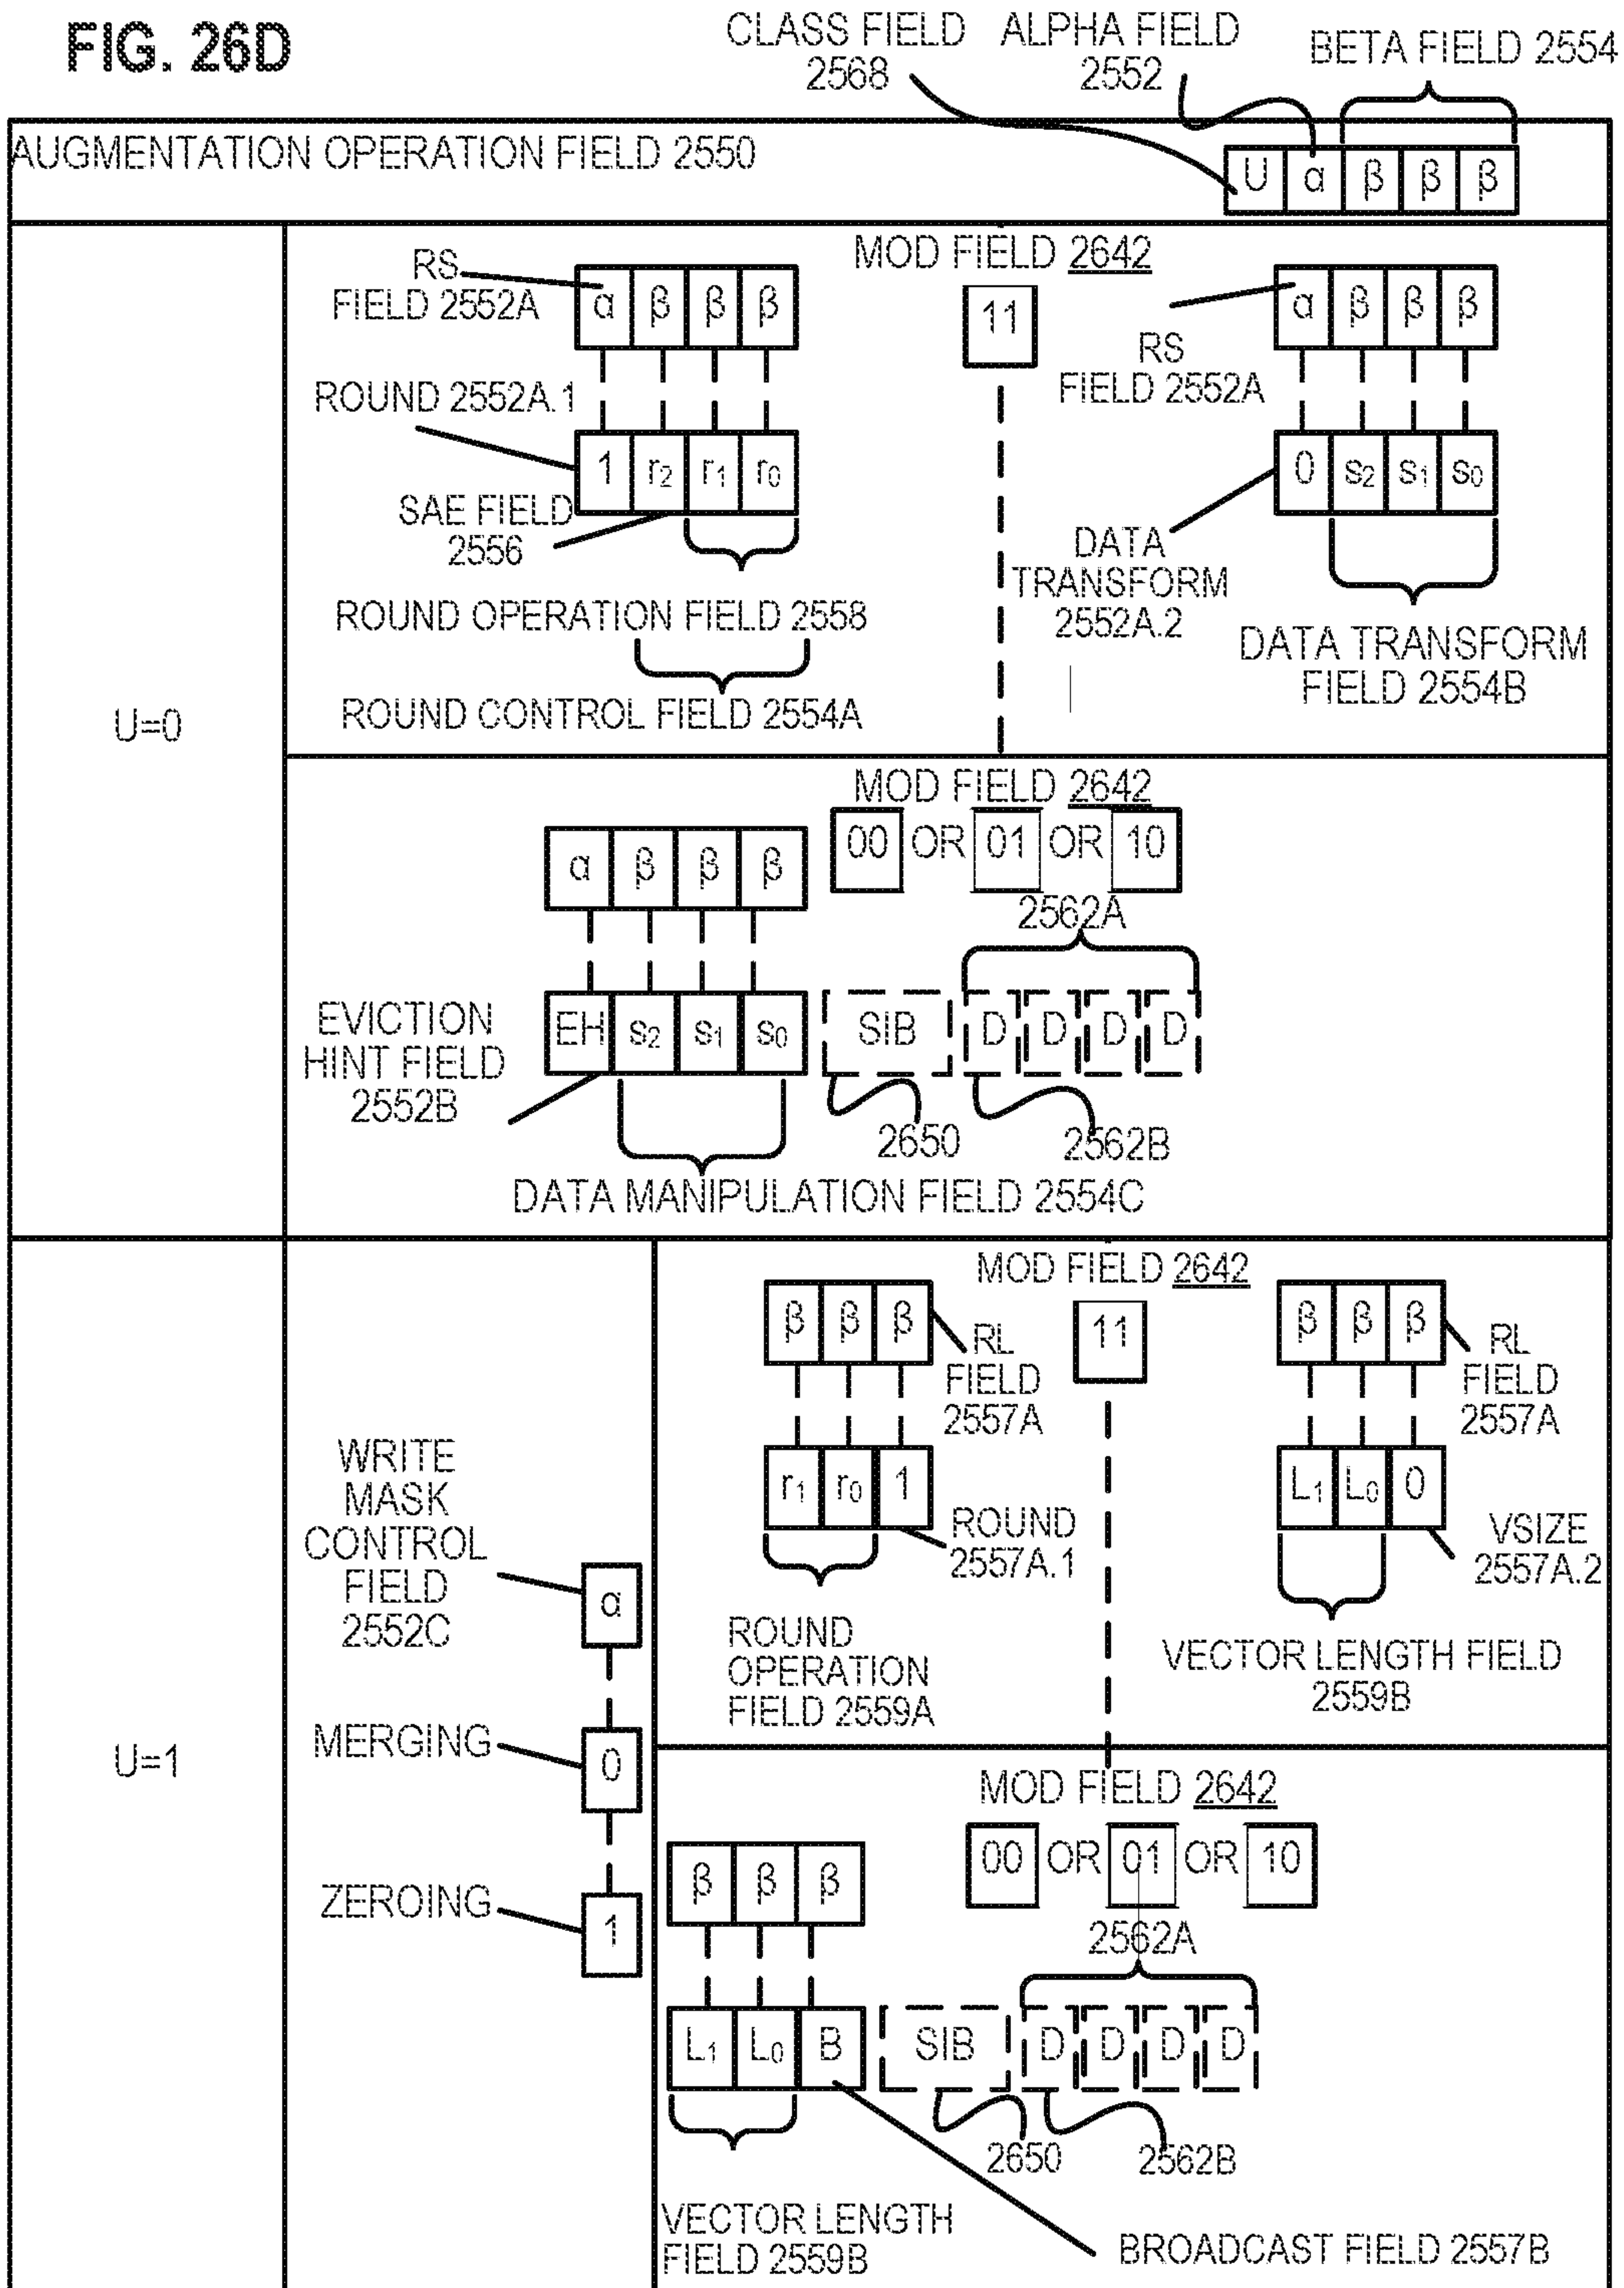 FIG. 26D
CLASS FIELD
2568
ALPHA FIELD
2552
BETA FIELD 2554
AUGMENTATION OPERATION FIELD 2550
U α β β β
U=0
MOD FIELD 2642
11
RS
FIELD 2552A
α β β β
ROUND 2552A.1
1 r2 r1 r0
SAE FIELD
2556
ROUND OPERATION FIELD 2558
ROUND CONTROL FIELD 2554A
α β β β
RS
FIELD 2552A
0 s2 s1 s0
DATA
TRANSFORM
2552A.2
DATA TRANSFORM
FIELD 2554B
MOD FIELD 2642
00 OR 01 OR 10
α β β β
2562A
EVICTION
HINT FIELD
2552B
EH s2 s1 s0 SIB D D D D
2650
2562B
DATA MANIPULATION FIELD 2554C
U=1
WRITE
MASK
CONTROL
FIELD
2552C
α
MERGING
0
ZEROING
1
MOD FIELD 2642
11
β β β
RL
FIELD
2557A
r1 r0 1
ROUND
2557A.1
ROUND
OPERATION
FIELD 2559A
β β β
RL
FIELD
2557A
L1 L0 0
VSIZE
2557A.2
VECTOR LENGTH FIELD
2559B
MOD FIELD 2642
00 OR 01 OR 10
β β β
2562A
L1 L0 B SIB D D D D
2650
2562B
VECTOR LENGTH
FIELD 2559B
BROADCAST FIELD 2557B